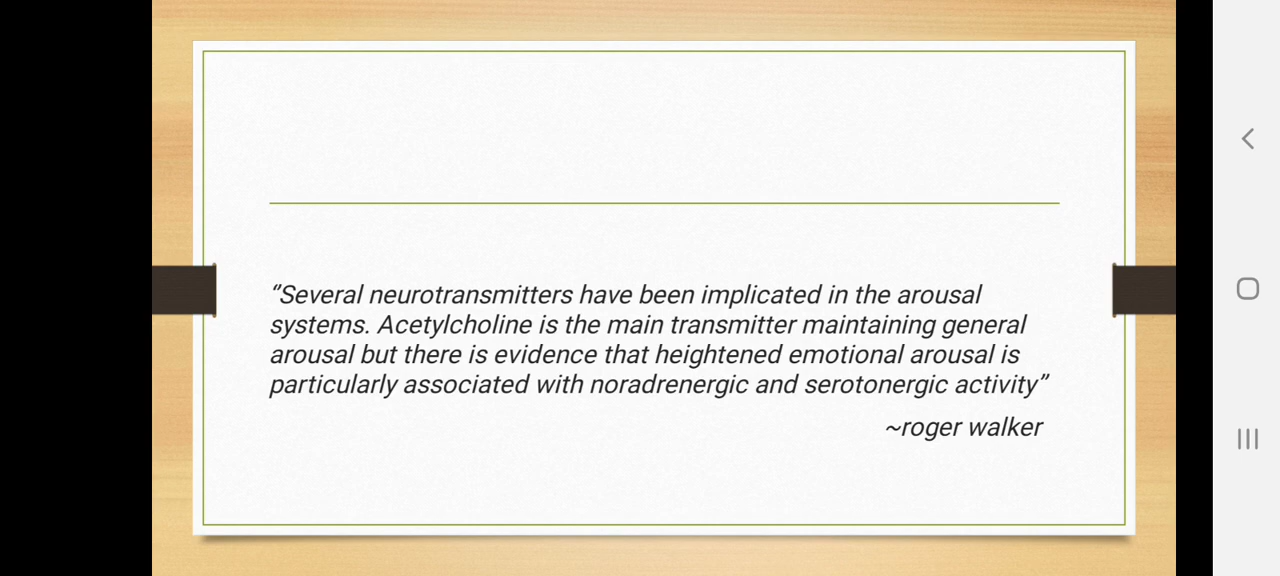 “Several neurotransmitters have been implicated in the arousal
systems. Acetylcholine is the main transmitter maintaining general
arousal but there is evidence that heightened emotional arousal is
particularly associated with noradrenergic and serotonergic activity”
~roger walker